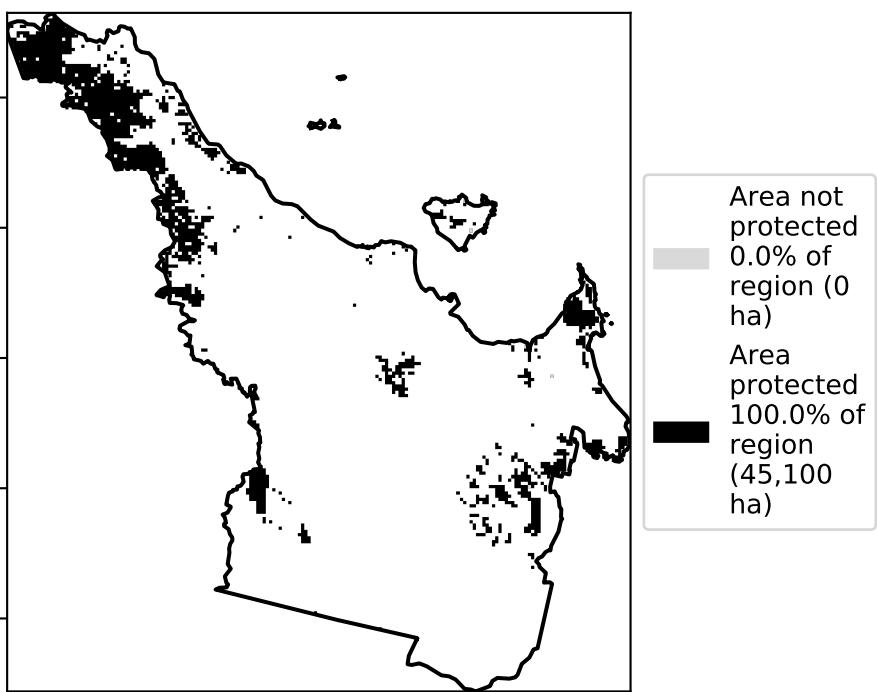 Area not
protected
0.0% of
region (0
ha)
Area
protected
100.0% of
region
(45,100
ha)